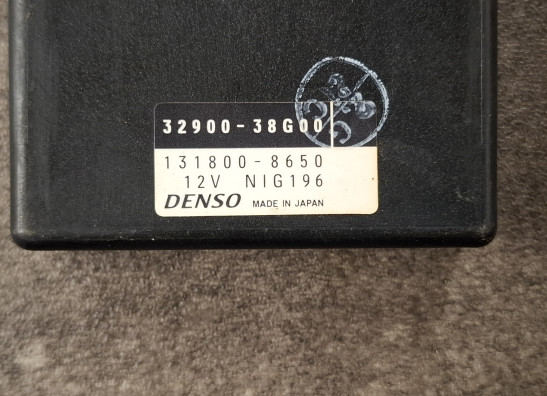 32900-38G00
131800-8650
12V NIG196
DENSO MADE IN JAPAN